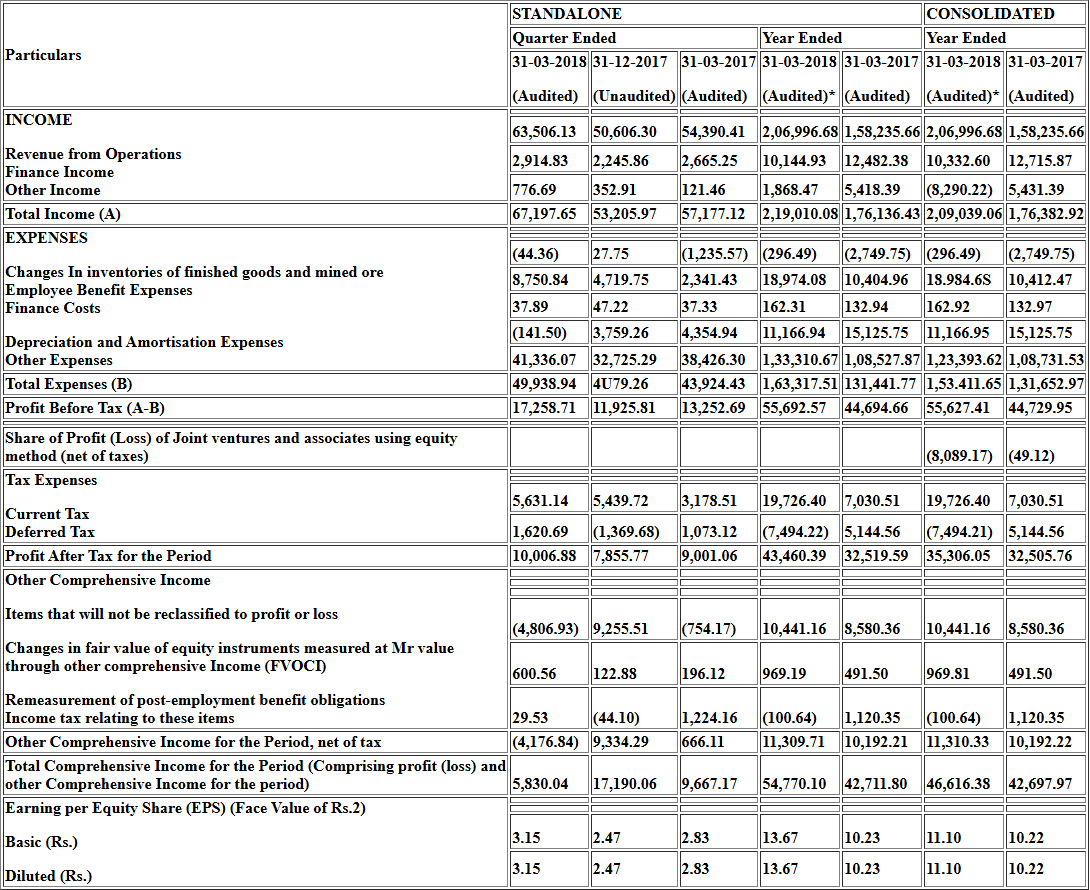 STANDALONE CONSOLIDATED
Particulars
Quarter Ended Year Ended Year Ended
31-03-2018 31-12-2017 31-03-2017 31-03-2018 31-03-2017 31-03-2018 31-03-2017
(Audited) (Unaudited) (Audited) (Audited)* (Audited) (Audited)* (Audited)
INCOME
63,506.13 50,606.30 54,390.41 2,06,996.68 1,58,235.66 2,06,996.68 1,58,235.66
Revenue from Operations
2,914.83 2,245.86 2,665.25 10,144.93 12,482.38 10,332.60 12,715.87
Finance Income
Other Income 776.69 352.91 121.46 1,868.47 5,418.39 (8,290.22) 5,431.39
Total Income (A) 67,197.65 53,205.97 57,177.12 2,19,010.08 1,76,136.43 2,09,039.06 1,76,382.92
EXPENSES
(44.36) 27.75 (1,235.57) (296.49) (2,749.75) (296.49) (2,749.75)
Changes In inventories of finished goods and mined ore
8,750.84 4,719.75 2,341.43 18,974.08 10,404.96 18.984.6S 10,412.47
Employee Benefit Expenses
Finance Costs 37.89 47.22 37.33 162.31 132.94 162.92 132.97
(141.50) 3,759.26 4,354.94 11,166.94 15,125.75 11,166.95 15,125.75
Depreciation and Amortisation Expenses
Other Expenses 41,336.07 32,725.29 38,426.30 1,33,310.67 1,08,527.87 1,23,393.62 1,08,731.53
Total Expenses (B) 49,938.94 4U79.26 43,924.43 1,63,317.51 131,441.77 1,53.411.65 1,31,652.97
Profit Before Tax (A-B) 17,258.71 11,925.81 13,252.69 55,692.57 44,694.66 55,627.41 44,729.95
Share of Profit (Loss) of Joint ventures and associates using equity
method (net of taxes) (8,089.17) (49.12)
Tax Expenses
5,631.14 5,439.72 3,178.51 19,726.40 7,030.51 19,726.40 7,030.51
Current Tax
Deferred Tax 1,620.69 (1,369.68) 1,073.12 (7,494.22) 5,144.56 (7,494.21) 5,144.56
Profit After Tax for the Period 10,006.88 7,855.77 9,001.06 43,460.39 32,519.59 35,306.05 32,505.76
Other Comprehensive Income
Items that will not be reclassified to profit or loss
(4,806.93) 9,255.51 (754.17) 10,441.16 8,580.36 10,441.16 8,580.36
Changes in fair value of equity instruments measured at Mr value
through other comprehensive Income (FVOCI)
600.56 122.88 196.12 969.19 491.50 969.81 491.50
Remeasurement of post-employment benefit obligations
Income tax relating to these items 29.53 (44.10) 1,224.16 (100.64) 1,120.35 (100.64) 1,120.35
Other Comprehensive Income for the Period, net of tax (4,176.84) 9,334.29 666.11 11,309.71 10,192.21 11,310.33 10,192.22
Total Comprehensive Income for the Period (Comprising profit (loss) and
other Comprehensive Income for the period) 5,830.04 17,190.06 9,667.17 54,770.10 42,711.80 46,616.38 42,697.97
Earning per Equity Share (EPS) (Face Value of Rs.2)
Basic (Rs.) 3.15 2.47 2.83 13.67 10.23 11.10 10.22
Diluted (Rs.) 3.15 2.47 2.83 13.67 10.23 11.10 10.22